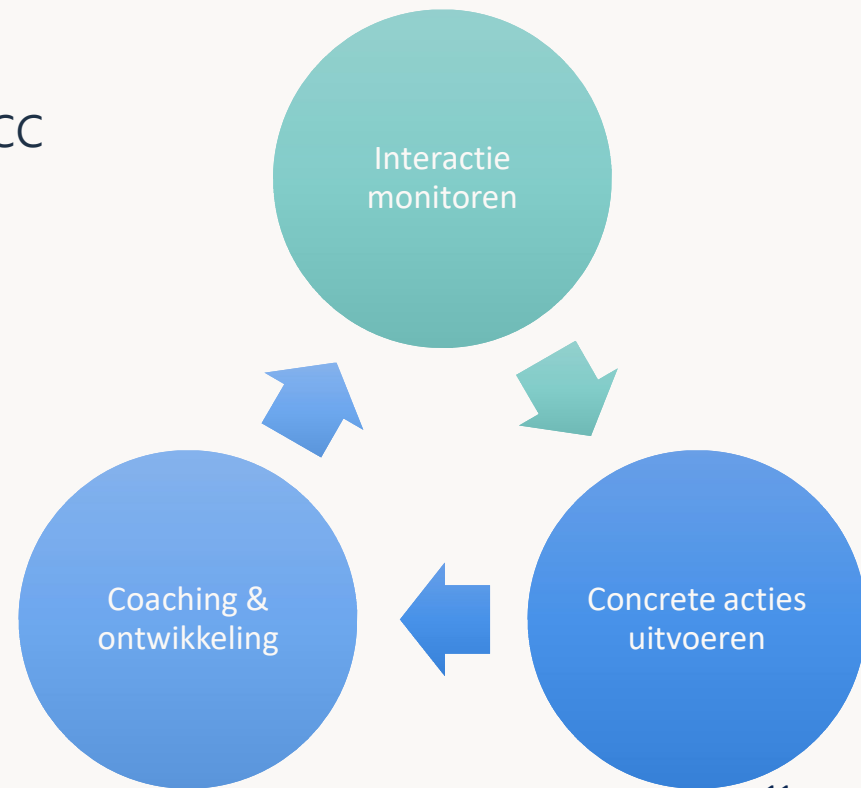 CC
Interactie
monitoren
Coaching &
ontwikkeling
Concrete acties
uitvoeren